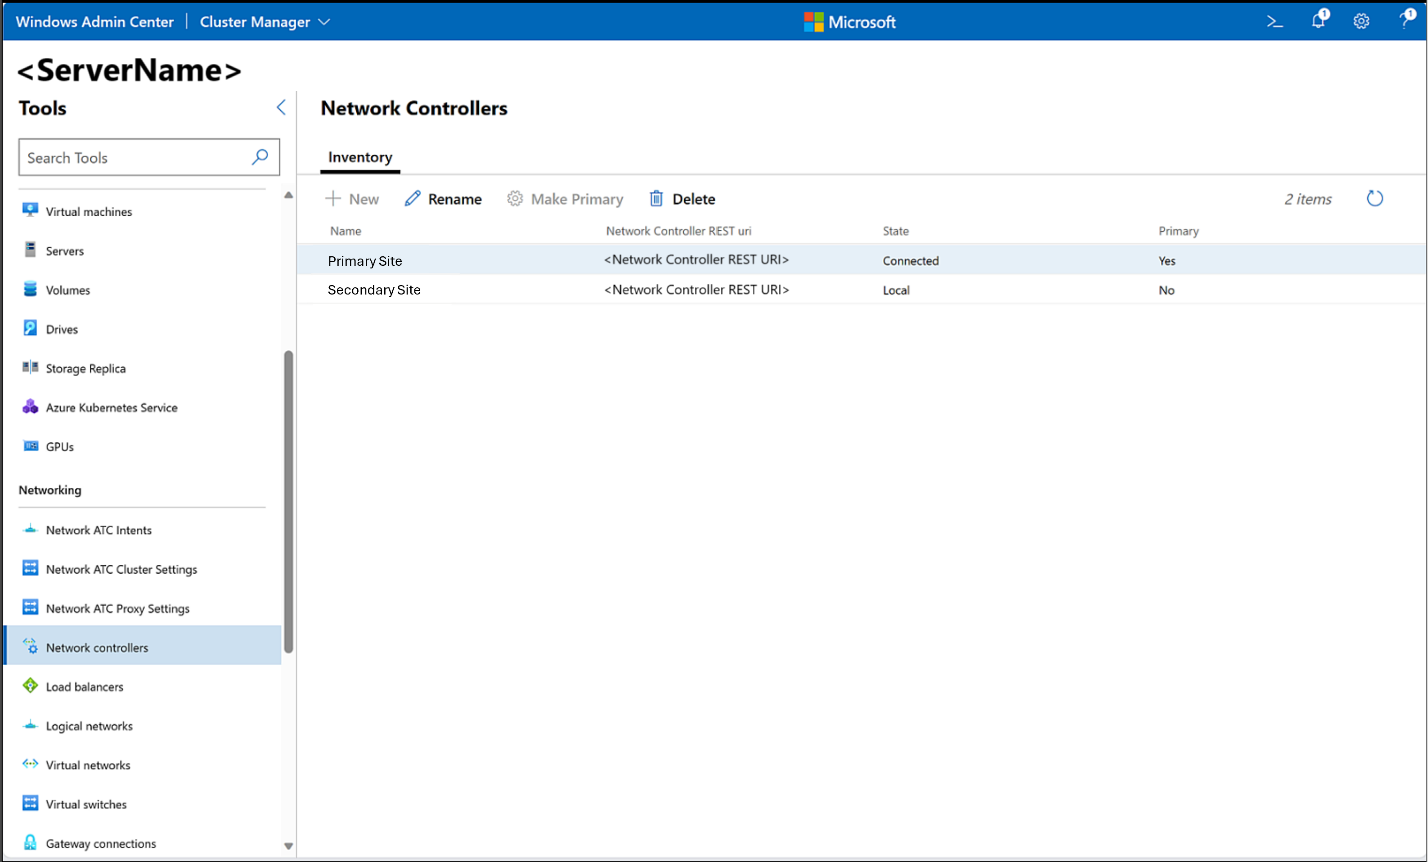 Windows Admin Center | Cluster Manager
Microsoft
>_
1
? 1
<ServerName>
Tools
Search Tools
Virtual machines
Servers
Volumes
Drives
Storage Replica
Azure Kubernetes Service
GPUs
Networking
Network ATC Intents
Network ATC Cluster Settings
Network ATC Proxy Settings
Network controllers
Load balancers
Logical networks
Virtual networks
Virtual switches
Gateway connections
Network Controllers
Inventory
New Rename Make Primary Delete 2 items
Name Network Controller REST uri State Primary
Primary Site <Network Controller REST URI> Connected Yes
Secondary Site <Network Controller REST URI> Local No